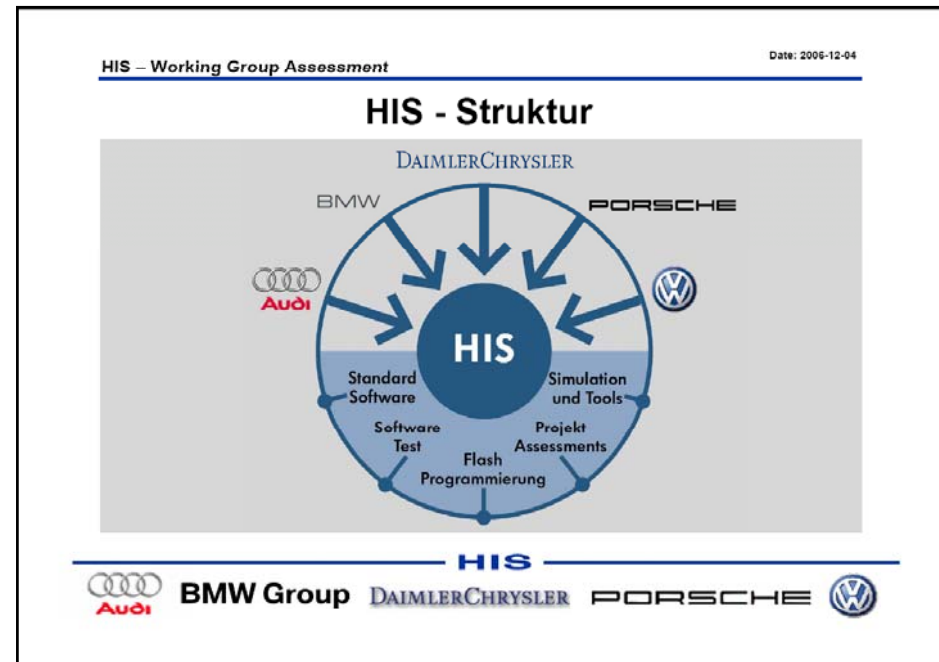 HIS – Working Group Assessment
Date: 2006-12-04
HIS - Struktur
DAIMLERCHRYSLER
BMW
PORSCHE
Audi
HIS
Standard
Software
Simulation
und Tools
Software
Test
Projekt
Assessments
Flash
Programmierung
HIS
Audi
BMW Group
DAIMLERCHRYSLER
PORSCHE